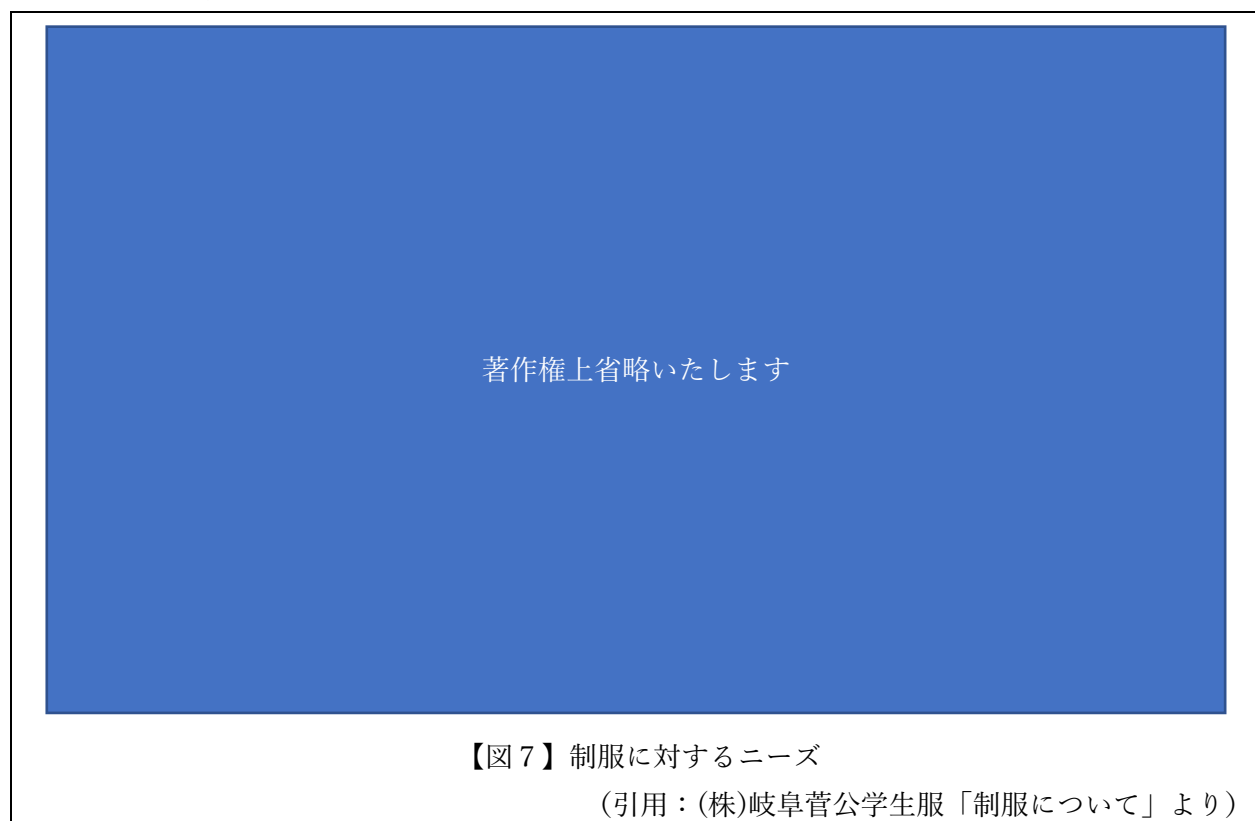 著作権上省略いたします
【図７】制服に対するニーズ
(引用：(株)岐阜菅公学生服「制服について」より)